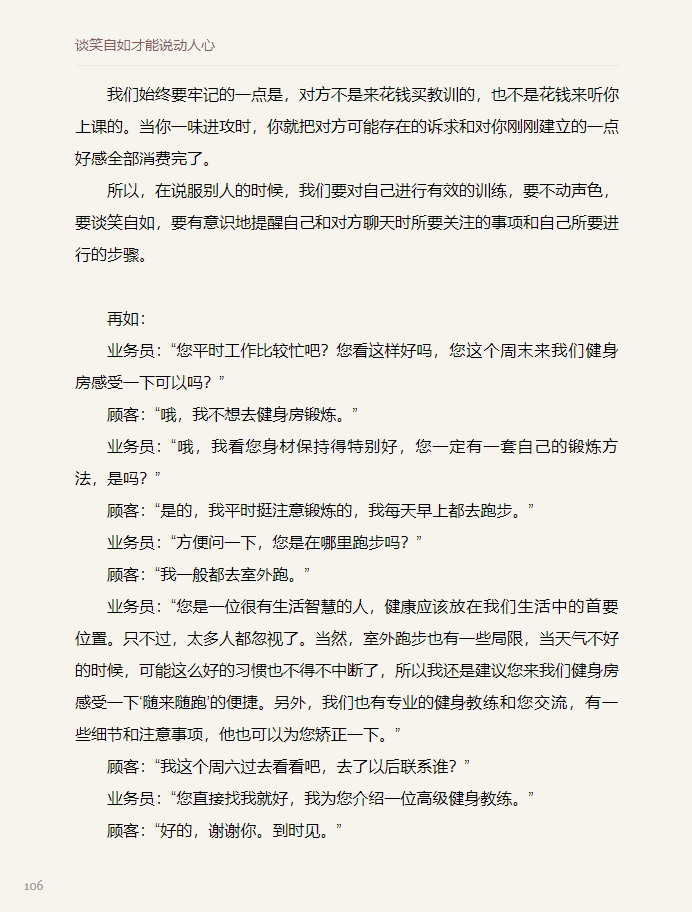 谈笑自如才能说动人心
我们始终要牢记的一点是，对方不是来花钱买教训的，也不是花钱来听你
上课的。当你一味进攻时，你就把对方可能存在的诉求和对你刚刚建立的一点
好感全部消费完了。
所以，在说服别人的时候，我们要对自己进行有效的训练，要不动声色，
要谈笑自如，要有意识地提醒自己和对方聊天时所要关注的事项和自己所要进
行的步骤。
再如：
业务员：“您平时工作比较忙吧？您看这样好吗，您这个周末来我们健身
房感受一下可以吗？”
顾客：“哦，我不想去健身房锻炼。”
业务员：“哦，我看您身材保持得特别好，您一定有一套自己的锻炼方
法，是吗？”
顾客：“是的，我平时挺注意锻炼的，我每天早上都去跑步。”
业务员：“方便问一下，您是在哪里跑步吗？”
顾客：“我一般都去室外跑。”
业务员：“您是一位很有生活智慧的人，健康应该放在我们生活中的首要
位置。只不过，太多人都忽视了。当然，室外跑步也有一些局限，当天气不好
的时候，可能这么好的习惯也不得不中断了，所以我还是建议您来我们健身房
感受一下‘随来随跑’的便捷。另外，我们也有专业的健身教练和您交流，有一
些细节和注意事项，他也可以为您矫正一下。”
顾客：“我这个周六过去看看吧，去了以后联系谁？”
业务员：“您直接找我就好，我为您介绍一位高级健身教练。”
顾客：“好的，谢谢你。到时见。”
106